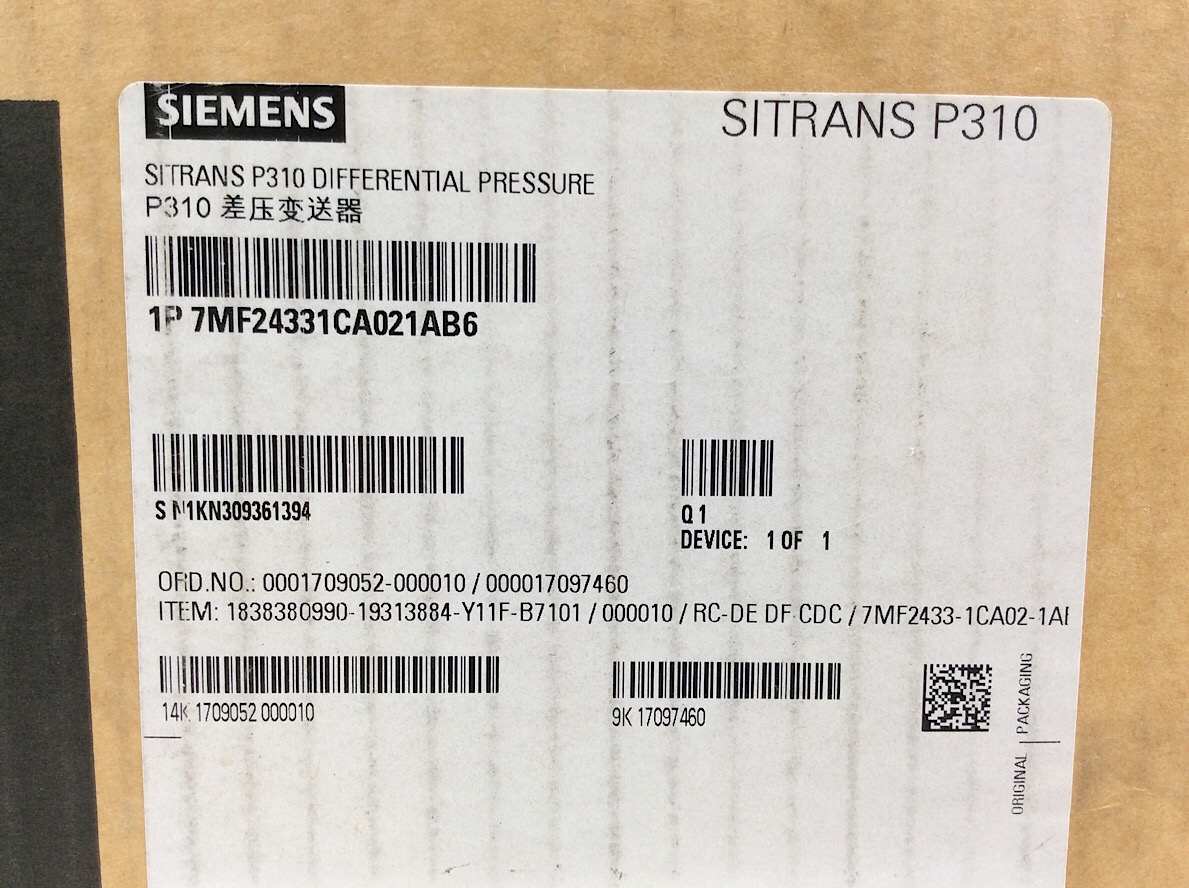 SIEMENS
SITRANS P310
SITRANS P310 DIFFERENTIAL PRESSURE
P310 差压变送器
1P 7MF24331CA021AB6
S N1KN309361394
Q 1
DEVICE: 1 OF 1
ORD.NO.: 0001709052-000010 / 000017097460
ITEM: 1838380990-19313884-Y11F-B7101 / 000010 / RC-DE DF CDC / 7MF2433-1CA02-1A
14K 1709052 000010
9K 17097460
ORIGINAL PACKAGING